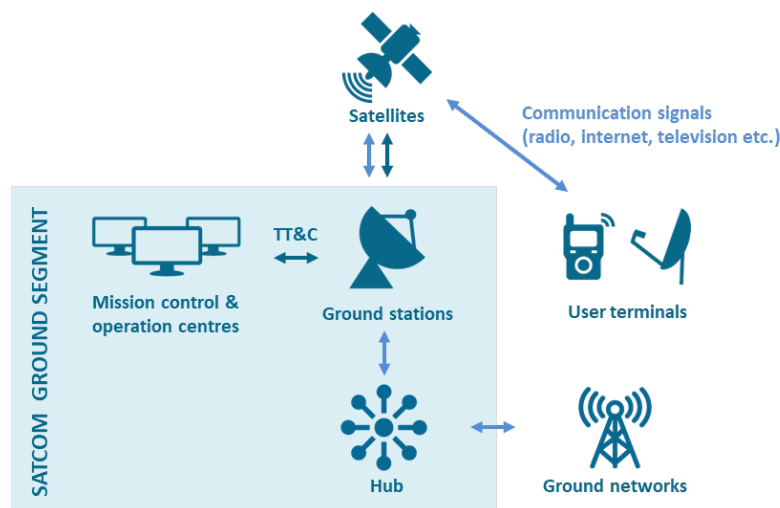 Satellites
Communication signals
(radio, internet, television etc.)
SATCOM GROUND SEGMENT
TT&C
Mission control &
operation centres
Ground stations
User terminals
Hub
Ground networks